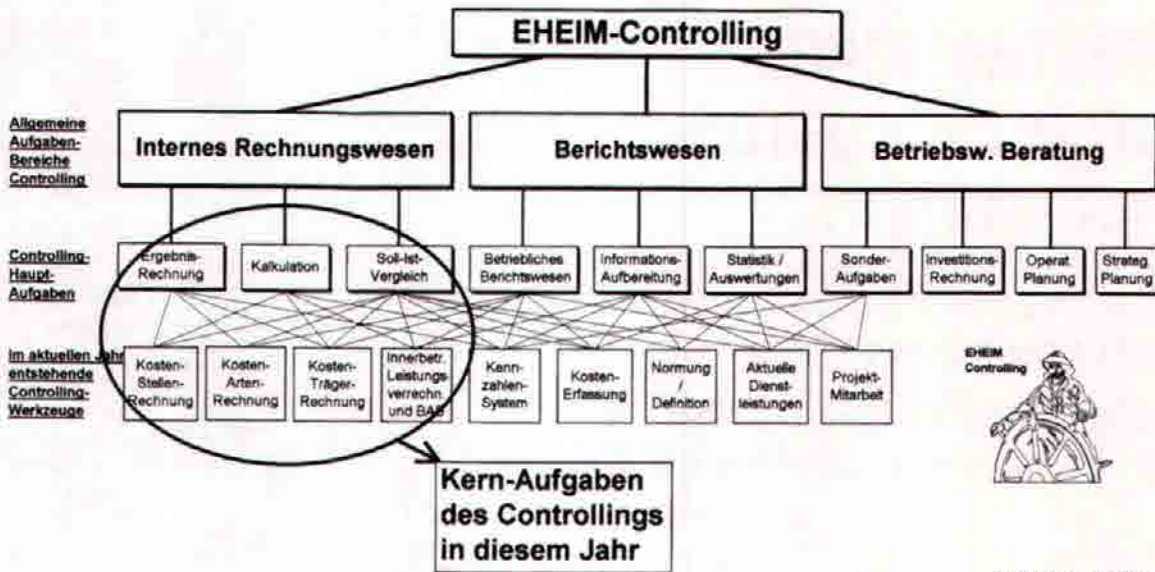 EHEIM-Controlling
Allgemeine
Aufgaben-
Bereiche
Controlling
Internes Rechnungswesen
Berichtswesen
Betriebsw. Beratung
Controlling-
Haupt-
Aufgaben
Ergebnis-
Rechnung
Kalkulation
Soll-Ist-
Vergleich
Betriebliches
Berichtswesen
Informations-
Aufbereitung
Statistik /
Auswertungen
Sonder-
Aufgaben
Investitions-
Rechnung
Operat.
Planung
Strateg.
Planung
Im aktuellen Jahr
entstehende
Controlling-
Werkzeuge
Kosten-
Stellen-
Rechnung
Kosten-
Arten-
Rechnung
Kosten-
Träger-
Rechnung
Innerbetr.
Leistungs
verrechn.
und BAB
Kenn-
zahlen-
System
Kosten-
Erfassung
Normung
/
Definition
Aktuelle
Dienst-
leistungen
Projekt-
Mitarbeit
EHEIM
Controlling
Kern-Aufgaben
des Controllings
in diesem Jahr